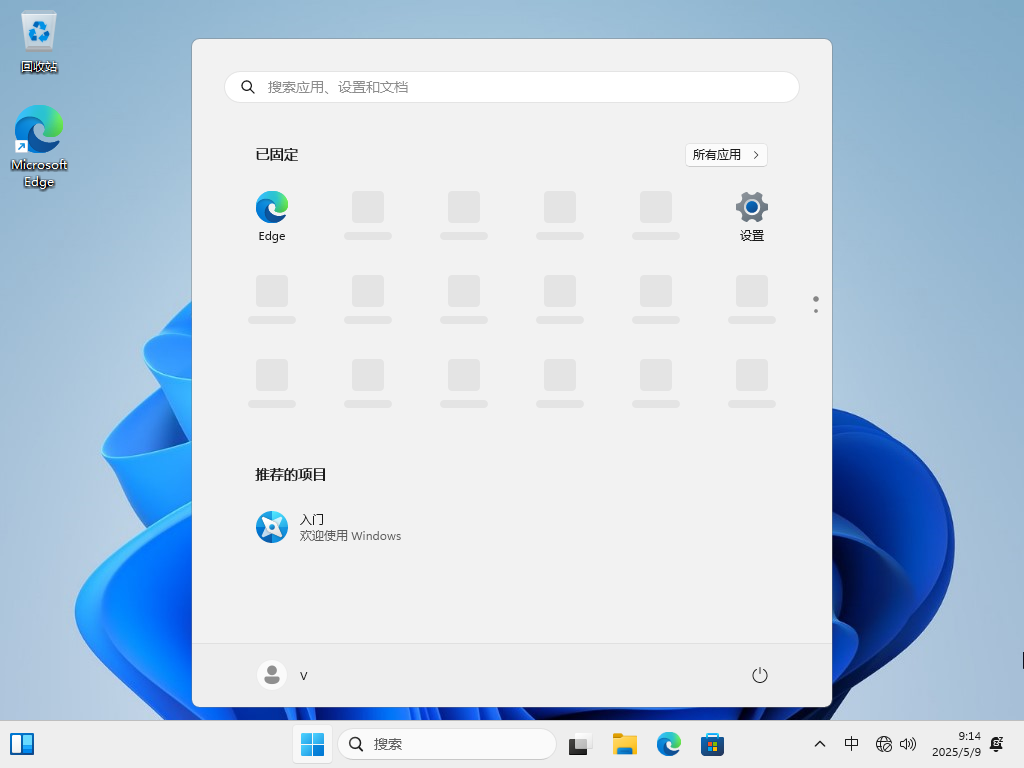 回收站
Microsoft
Edge
搜索应用、设置和文档
已固定
所有应用
Edge
设置
推荐的项目
入门
欢迎使用 Windows
v
搜索
中
9:14
2025/5/9